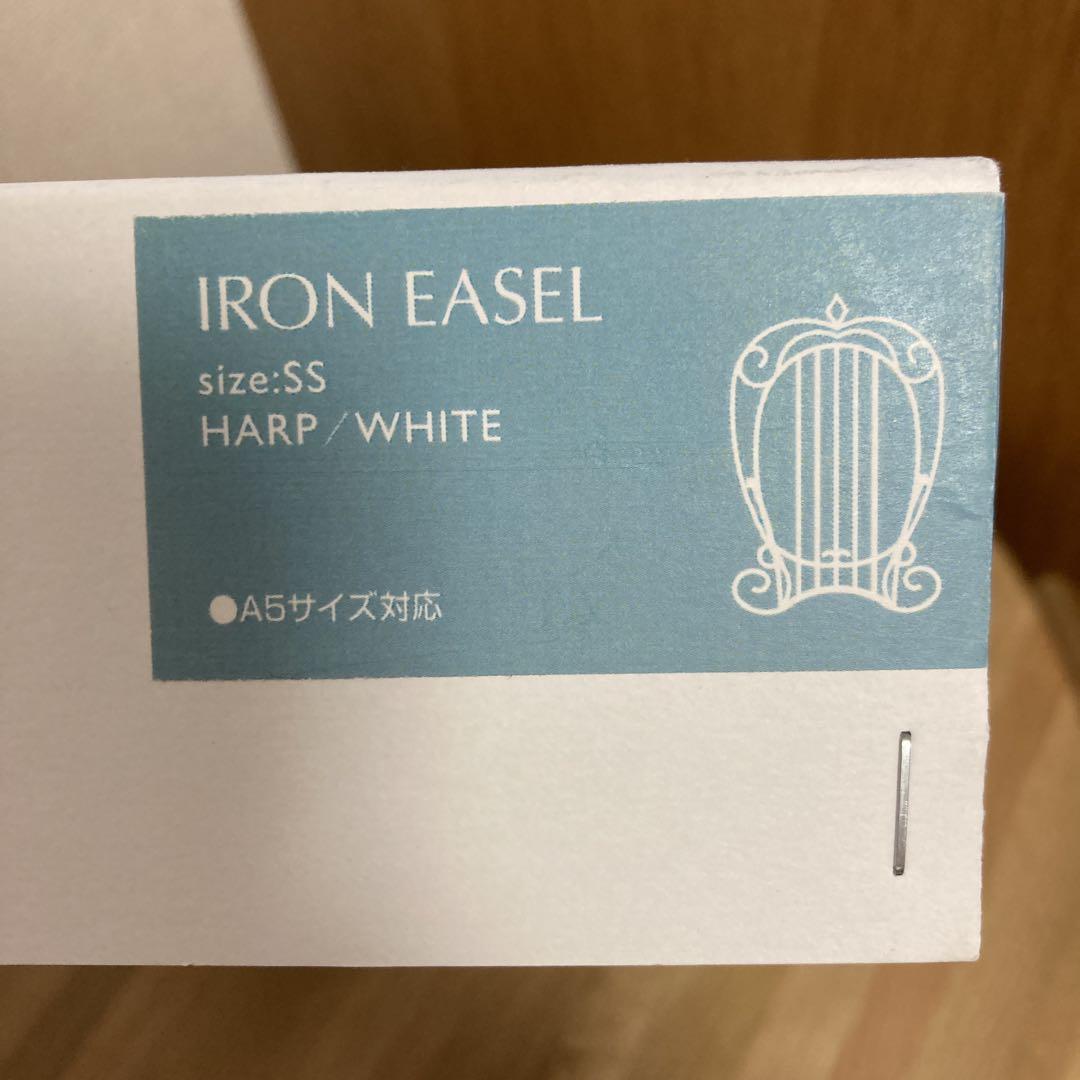 IRON EASEL
size:SS
HARP/WHITE
●A5サイズ対応